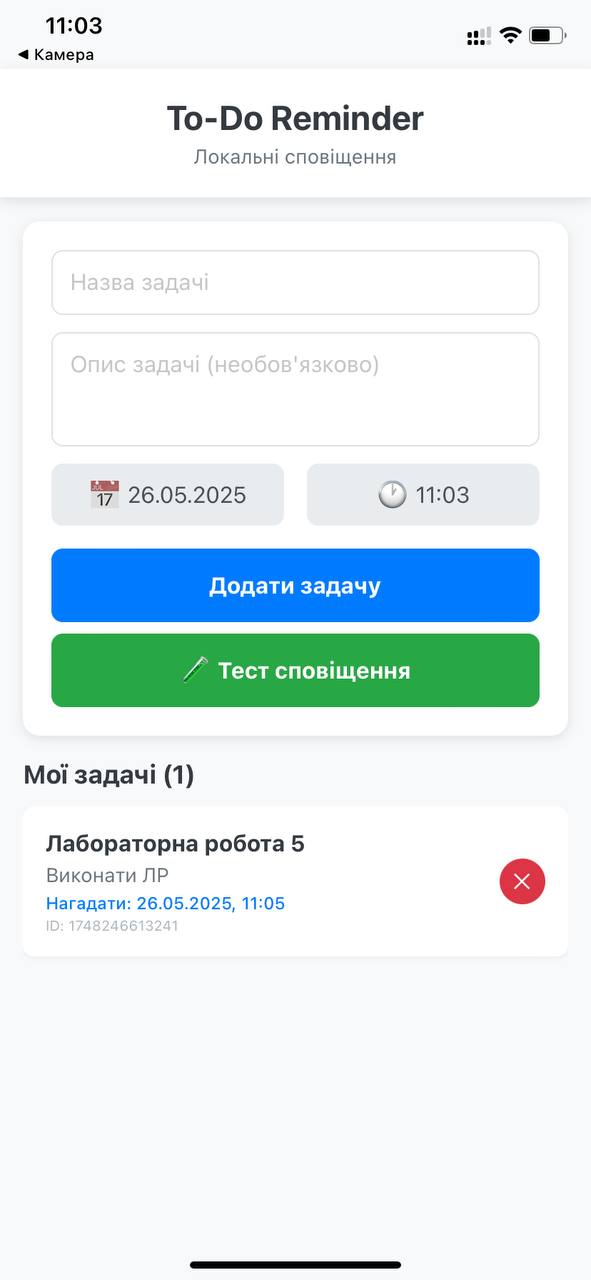 11:03
◀ Камера
To-Do Reminder
Локальні сповіщення
Назва задачі
Опис задачі (необов'язково)
📅 26.05.2025 🕐 11:03
Додати задачу
🧪 Тест сповіщення
Мої задачі (1)
Лабораторна робота 5
Виконати ЛР
Нагадати: 26.05.2025, 11:05
ID: 1748246613241